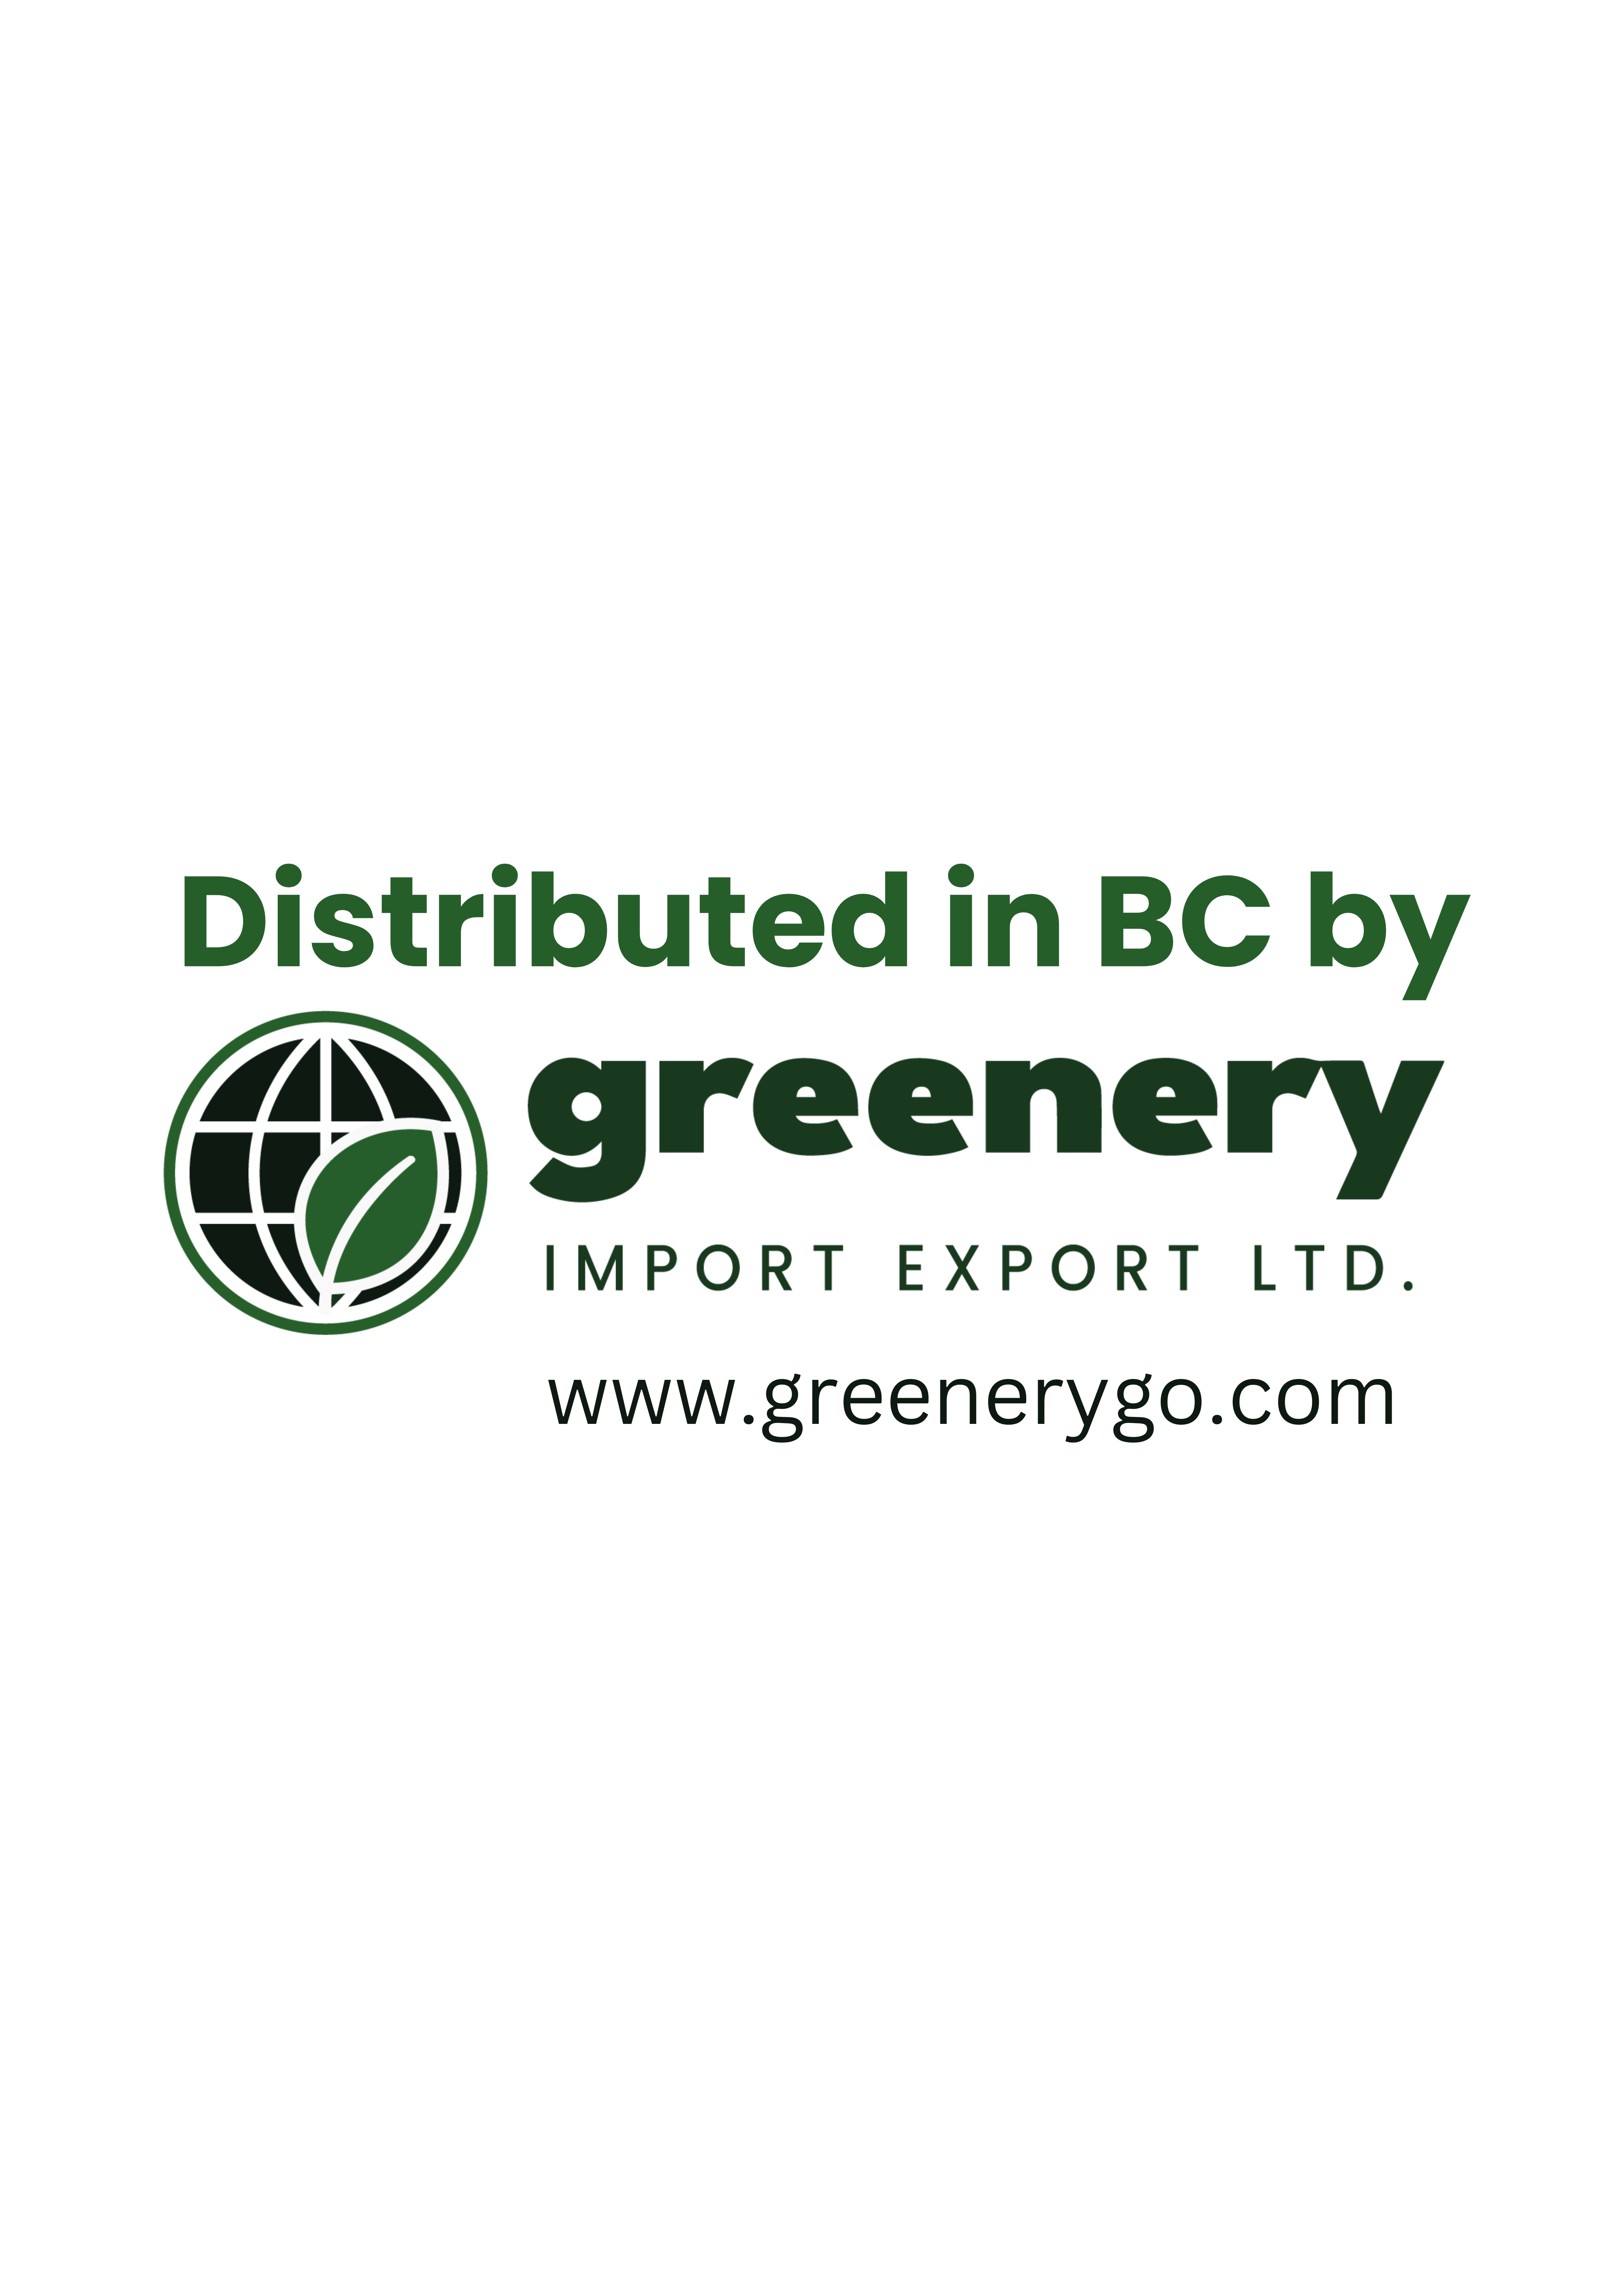 Distributed in BC by
greenery
IMPORT EXPORT LTD.
www.greenerygo.com